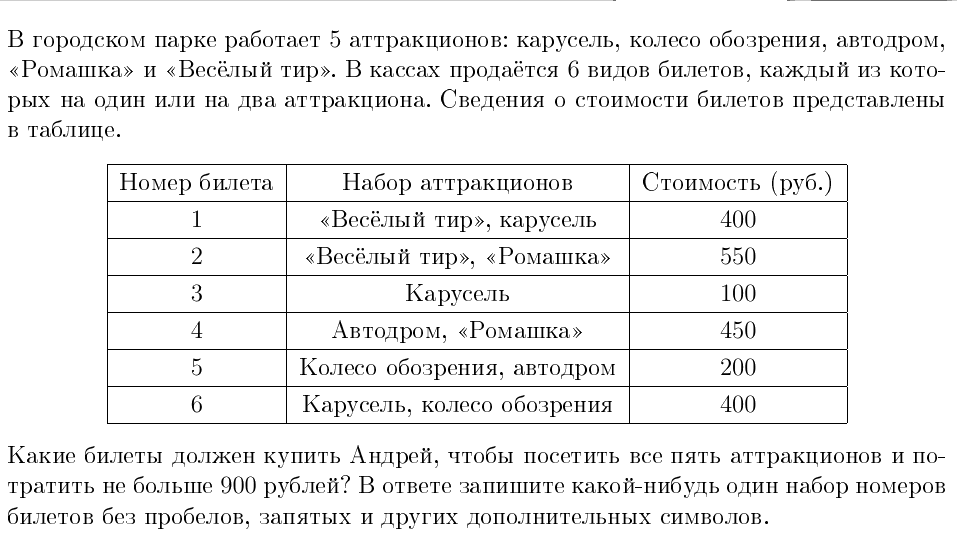 В городском парке работает 5 аттракционов: карусель, колесо обозрения, автодром,
«Ромашка» и «Весёлый тир». В кассах продаётся 6 видов билетов, каждый из кото-
рых на один или на два аттракциона. Сведения о стоимости билетов представлены
в таблице.
Номер билета Набор аттракционов Стоимость (руб.)
1 «Весёлый тир», карусель 400
2 «Весёлый тир», «Ромашка» 550
3 Карусель 100
4 Автодром, «Ромашка» 450
5 Колесо обозрения, автодром 200
6 Карусель, колесо обозрения 400
Какие билеты должен купить Андрей, чтобы посетить все пять аттракционов и по-
тратить не больше 900 рублей? В ответе запишите какой-нибудь один набор номеров
билетов без пробелов, запятых и других дополнительных символов.